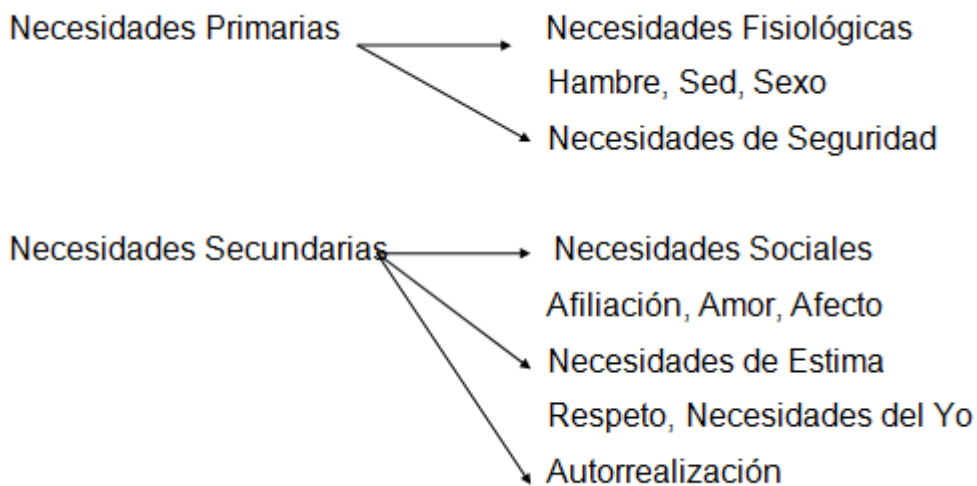 Necesidades Primarias
Necesidades Fisiológicas
Hambre, Sed, Sexo
Necesidades de Seguridad
Necesidades Secundarias
Necesidades Sociales
Afiliación, Amor, Afecto
Necesidades de Estima
Respeto, Necesidades del Yo
Autorrealización